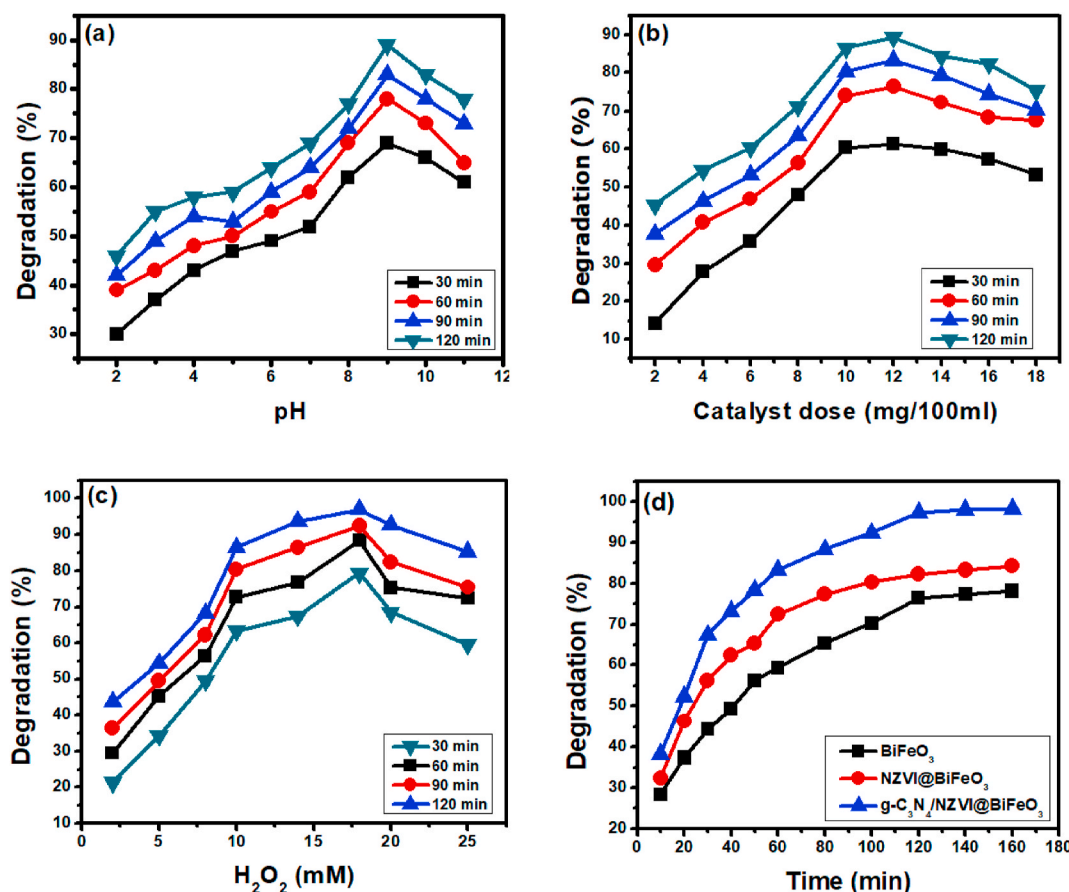 (a)
Degradation (%)
90
80
70
60
50
40
30
2 4 6 8 10 12
pH
30 min
60 min
90 min
120 min
(b)
Degradation (%)
90
80
70
60
50
40
30
20
10
2 4 6 8 10 12 14 16 18
Catalyst dose (mg/100ml)
30 min
60 min
90 min
120 min
(c)
Degradation (%)
100
90
80
70
60
50
40
30
20
10
0 5 10 15 20 25
H₂O₂ (mM)
30 min
60 min
90 min
120 min
(d)
Degradation (%)
100
90
80
70
60
50
40
30
20
0 20 40 60 80 100 120 140 160 180
Time (min)
BiFeO₃
NZVI@BiFeO₃
g-C₃N₄/NZVI@BiFeO₃